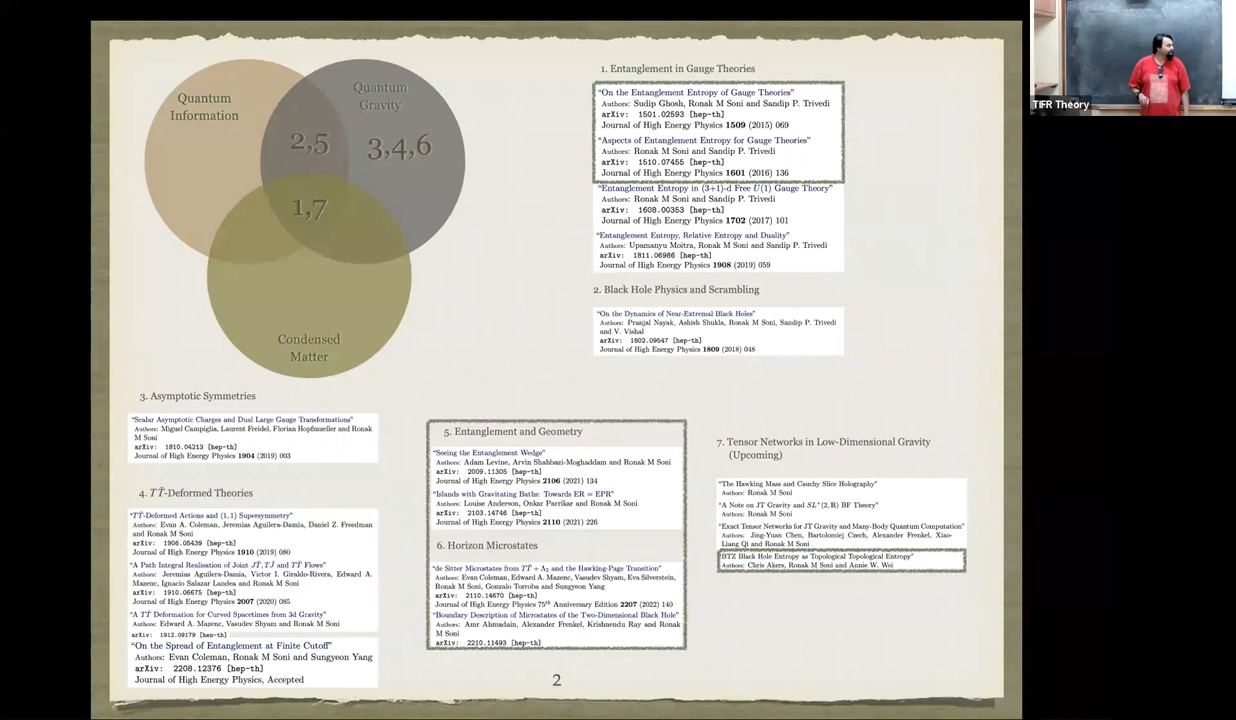 Quantum
Information
Quantum
Gravity
2,5
3,4,6
1,7
Condensed
Matter
1. Entanglement in Gauge Theories
“On the Entanglement Entropy of Gauge Theories”
Authors: Sudip Ghosh, Ronak M Soni and Sandip P. Trivedi
arXiv: 1501.02593 [hep-th]
Journal of High Energy Physics 1509 (2015) 069
“Aspects of Entanglement Entropy for Gauge Theories”
Authors: Ronak M Soni and Sandip P. Trivedi
arXiv: 1510.07455 [hep-th]
Journal of High Energy Physics 1601 (2016) 136
“Entanglement Entropy in (3+1)-d Free U(1) Gauge Theory”
Authors: Ronak M Soni and Sandip P. Trivedi
arXiv: 1608.00353 [hep-th]
Journal of High Energy Physics 1702 (2017) 101
“Entanglement Entropy, Relative Entropy and Duality”
Authors: Upamanyu Moitra, Ronak M Soni and Sandip P. Trivedi
arXiv: 1811.06986 [hep-th]
Journal of High Energy Physics 1908 (2019) 059
2. Black Hole Physics and Scrambling
“On the Dynamics of Near-Extremal Black Holes”
Authors: Pranjal Nayak, Ashish Shukla, Ronak M Soni, Sandip P. Trivedi
and V. Vishal
arXiv: 1802.09547 [hep-th]
Journal of High Energy Physics 1809 (2018) 048
3. Asymptotic Symmetries
“Scalar Asymptotic Charges and Dual Large Gauge Transformations”
Authors: Miguel Campiglia, Laurent Freidel, Florian Hopfmueller and Ronak
M Soni
arXiv: 1810.04213 [hep-th]
Journal of High Energy Physics 1904 (2019) 003
4. TT̄-Deformed Theories
“TT̄-Deformed Actions and (1,1) Supersymmetry”
Authors: Evan A. Coleman, Jeremias Aguilera-Damia, Daniel Z. Freedman
and Ronak M Soni
arXiv: 1906.05439 [hep-th]
Journal of High Energy Physics 1910 (2019) 080
“A Path Integral Realisation of Joint JT̄, TJ̄ and TT̄ Flows”
Authors: Jeremias Aguilera-Damia, Victor I. Giraldo-Rivera, Edward A.
Mazenc, Ignacio Salazar Landea and Ronak M Soni
arXiv: 1910.06675 [hep-th]
Journal of High Energy Physics 2007 (2020) 085
“A TT̄ Deformation for Curved Spacetimes from 3d Gravity”
Authors: Edward A. Mazenc, Vasudev Shyam and Ronak M Soni
arXiv: 1912.09179 [hep-th]
“On the Spread of Entanglement at Finite Cutoff”
Authors: Evan Coleman, Ronak M Soni and Sungyeon Yang
arXiv: 2208.12376 [hep-th]
Journal of High Energy Physics, Accepted
5. Entanglement and Geometry
“Seeing the Entanglement Wedge”
Authors: Adam Levine, Arvin Shahbazi-Moghaddam and Ronak M Soni
arXiv: 2009.11305 [hep-th]
Journal of High Energy Physics 2106 (2021) 134
“Islands with Gravitating Baths: Towards ER = EPR”
Authors: Louise Anderson, Onkar Parrikar and Ronak M Soni
arXiv: 2103.14746 [hep-th]
Journal of High Energy Physics 2110 (2021) 226
6. Horizon Microstates
“de Sitter Microstates from TT̄ + Λ2 and the Hawking-Page Transition”
Authors: Evan Coleman, Edward A. Mazenc, Vasudev Shyam, Eva Silverstein,
Ronak M Soni, Gonzalo Torroba and Sungyeon Yang
arXiv: 2110.14670 [hep-th]
Journal of High Energy Physics 75th Anniversary Edition 2207 (2022) 140
“Boundary Description of Microstates of the Two-Dimensional Black Hole”
Authors: Amr Ahmadain, Alexander Frenkel, Krishnendu Ray and Ronak
M Soni
arXiv: 2210.11493 [hep-th]
7. Tensor Networks in Low-Dimensional Gravity
(Upcoming)
“The Hawking Mass and Cauchy Slice Holography”
Authors: Ronak M Soni
“A Note on JT Gravity and SL+(2,R) BF Theory”
Authors: Ronak M Soni
“Exact Tensor Networks for JT Gravity and Many-Body Quantum Computation”
Authors: Jing-Yuan Chen, Bartolomiej Czech, Alexander Frenkel, Xiao-
Liang Qi and Ronak M Soni
“BTZ Black Hole Entropy as Topological Topological Entropy”
Authors: Chris Akers, Ronak M Soni and Annie W. Wei
2
TIFR Theory